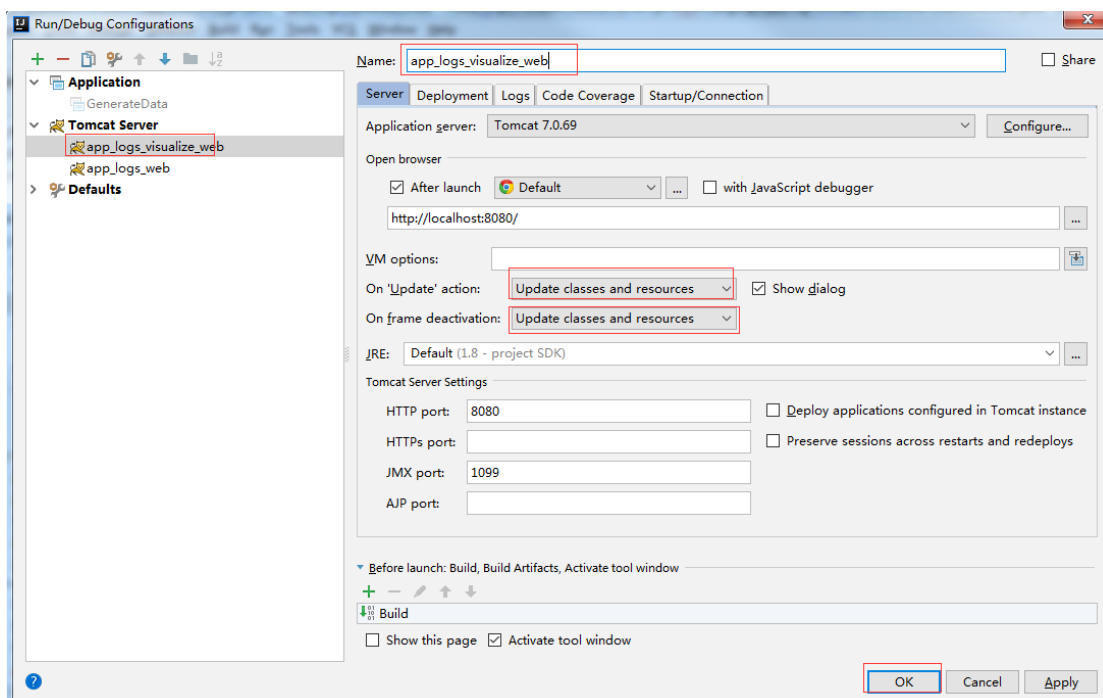 Run/Debug Configurations
Name: app_logs_visualize_web
Share
Application
GenerateData
Tomcat Server
app_logs_visualize_web
app_logs_web
Defaults
Server Deployment Logs Code Coverage Startup/Connection
Application server: Tomcat 7.0.69 Configure...
Open browser
After launch Default ... with JavaScript debugger
http://localhost:8080/ ...
VM options:
On 'Update' action: Update classes and resources Show dialog
On frame deactivation: Update classes and resources
JRE: Default (1.8 - project SDK) ...
Tomcat Server Settings
HTTP port: 8080 Deploy applications configured in Tomcat instance
HTTPs port: Preserve sessions across restarts and redeploys
JMX port: 1099
AJP port:
Before launch: Build, Build Artifacts, Activate tool window
Build
Show this page Activate tool window
OK Cancel Apply